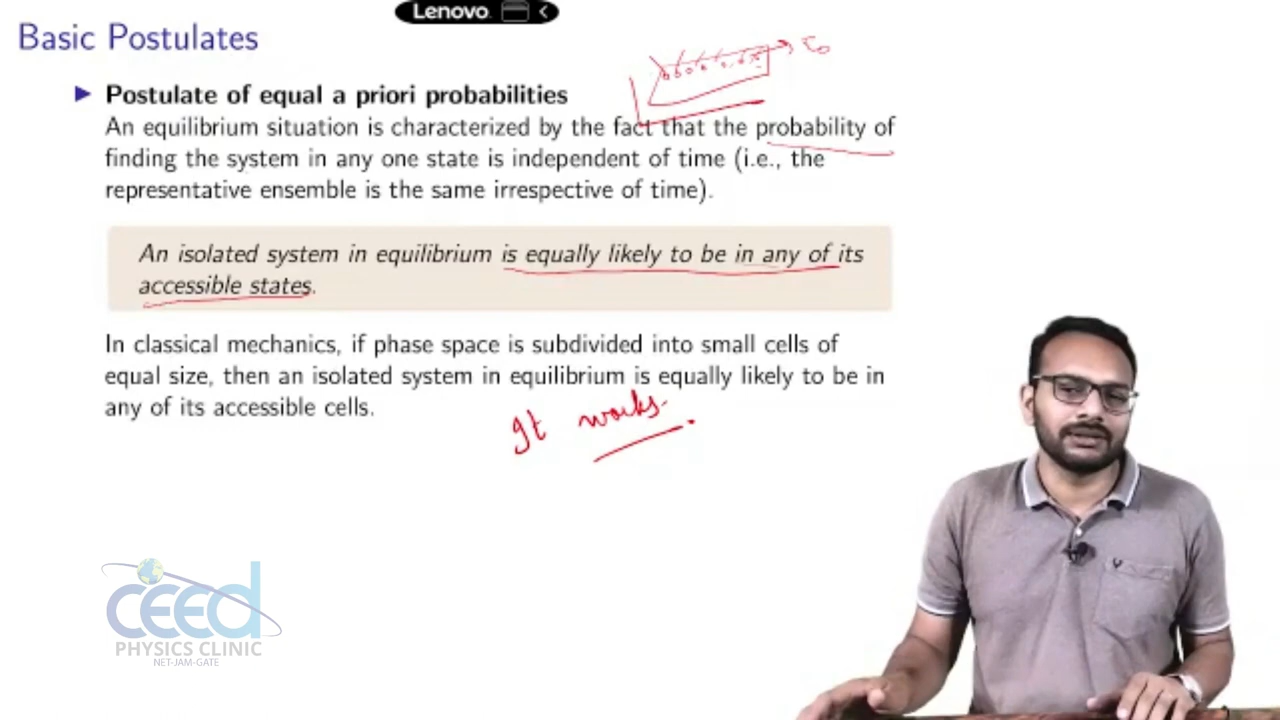 Lenovo
Basic Postulates
Postulate of equal a priori probabilities
An equilibrium situation is characterized by the fact that the probability of
finding the system in any one state is independent of time (i.e., the
representative ensemble is the same irrespective of time).
An isolated system in equilibrium is equally likely to be in any of its
accessible states.
In classical mechanics, if phase space is subdivided into small cells of
equal size, then an isolated system in equilibrium is equally likely to be in
any of its accessible cells.
It works.
ceed
PHYSICS CLINIC
NET-JAM-GATE